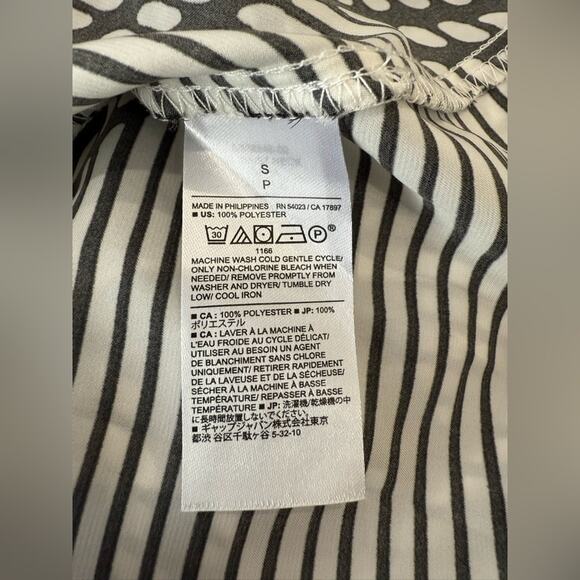 S
P
MADE IN PHILIPPINES RN 54023 / CA 17897
■ US: 100% POLYESTER
30 P®
1166
MACHINE WASH COLD GENTLE CYCLE/
ONLY NON-CHLORINE BLEACH WHEN
NEEDED/ REMOVE PROMPTLY FROM
WASHER AND DRYER/ TUMBLE DRY
LOW/ COOL IRON
■ CA : 100% POLYESTER ■ JP: 100%
ポリエステル
■ CA : LAVER À LA MACHINE À
L'EAU FROIDE AU CYCLE DÉLICAT/
UTILISER AU BESOIN UN AGENT
DE BLANCHIMENT SANS CHLORE
UNIQUEMENT/ RETIRER RAPIDEMENT
DE LA LAVEUSE ET DE LA SÉCHEUSE/
SÉCHER À LA MACHINE À BASSE
TEMPÉRATURE/ REPASSER À BASSE
TEMPÉRATURE ■ JP: 洗濯機/乾燥機の中
に長時間放置しないでください。
■ ギャップジャパン(株)東京
都渋 谷区千駄ヶ谷 5-32-10